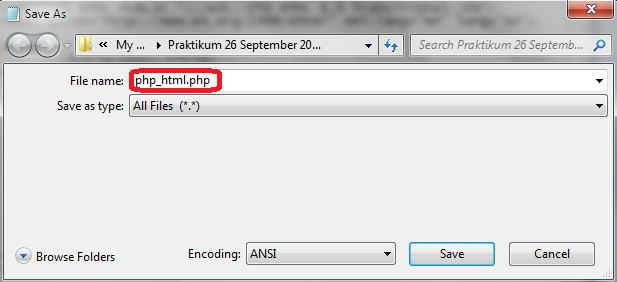 Save As
My ... Praktikum 26 September 20... Search Praktikum 26 Septemb...
File name: php_html.php
Save as type: All Files (*.*)
Browse Folders Encoding: ANSI Save Cancel